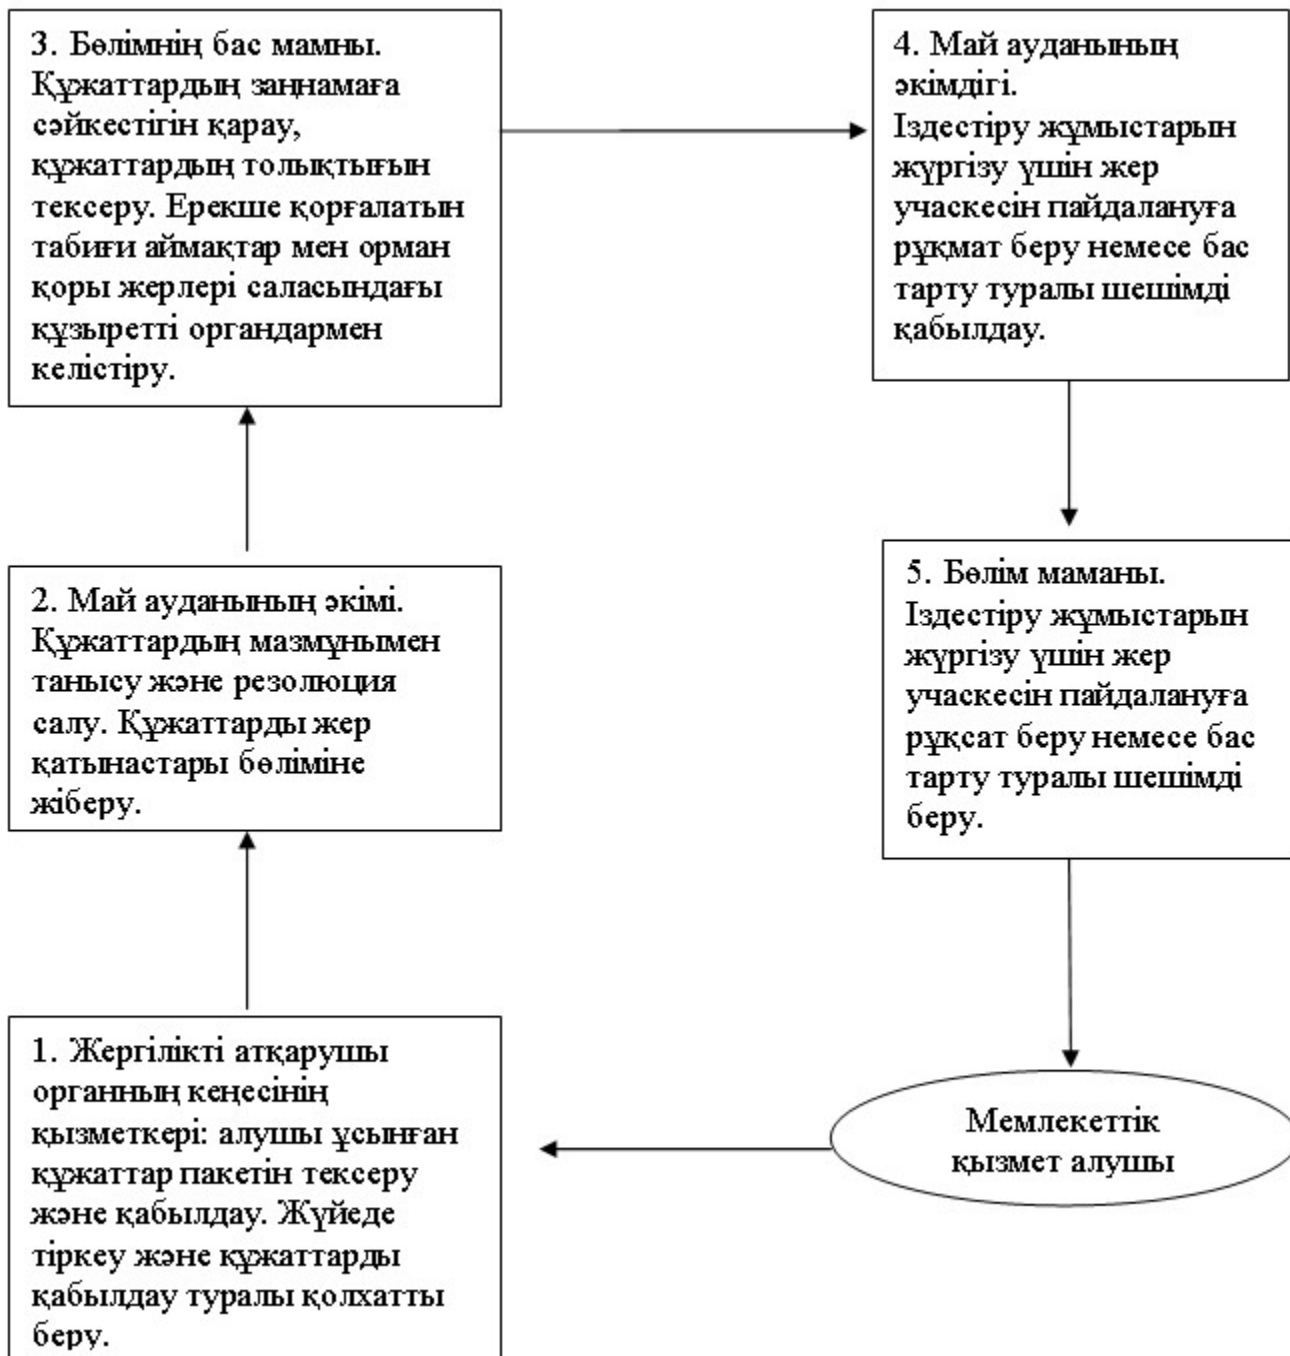 3. Бөлімнің бас мамны.
Құжаттардың заңнамаға
сәйкестігін қарау,
құжаттардың толықтығын
тексеру. Ерекше қорғалатын
табиғи аймақтар мен орман
қоры жерлері саласындағы
құзыретті органдармен
келістіру.
4. Май ауданының
әкімдігі.
Іздестіру жұмыстарын
жүргізу үшін жер
учаскесін пайдалануға
рұқмат беру немесе бас
тарту туралы шешімді
қабылдау.
2. Май ауданының әкімі.
Құжаттардың мазмұнымен
танысу және резолюция
салу. Құжаттарды жер
қатынастары бөліміне
жіберу.
5. Бөлім маманы.
Іздестіру жұмыстарын
жүргізу үшін жер
учаскесін пайдалануға
рұқсат беру немесе бас
тарту туралы шешімді
беру.
1. Жергілікті атқарушы
органның кеңесінің
қызметкері: алушы ұсынған
құжаттар пакетін тексеру
және қабылдау. Жүйеде
тіркеу және құжаттарды
қабылдау туралы қолхатты
беру.
Мемлекеттік
қызмет алушы